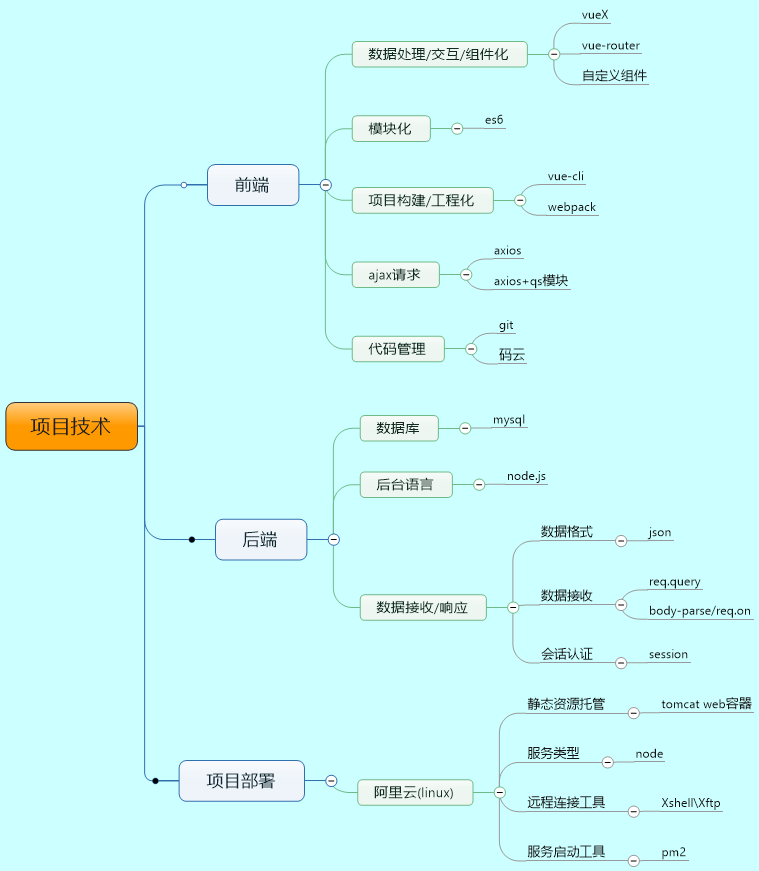 项目技术
前端
数据处理/交互/组件化
vueX
vue-router
自定义组件
模块化
es6
项目构建/工程化
vue-cli
webpack
ajax请求
axios
axios+qs模块
代码管理
git
码云
后端
数据库
mysql
后台语言
node.js
数据接收/响应
数据格式
json
数据接收
req.query
body-parse/req.on
会话认证
session
项目部署
阿里云(linux)
静态资源托管
tomcat web容器
服务类型
node
远程连接工具
Xshell\Xftp
服务启动工具
pm2